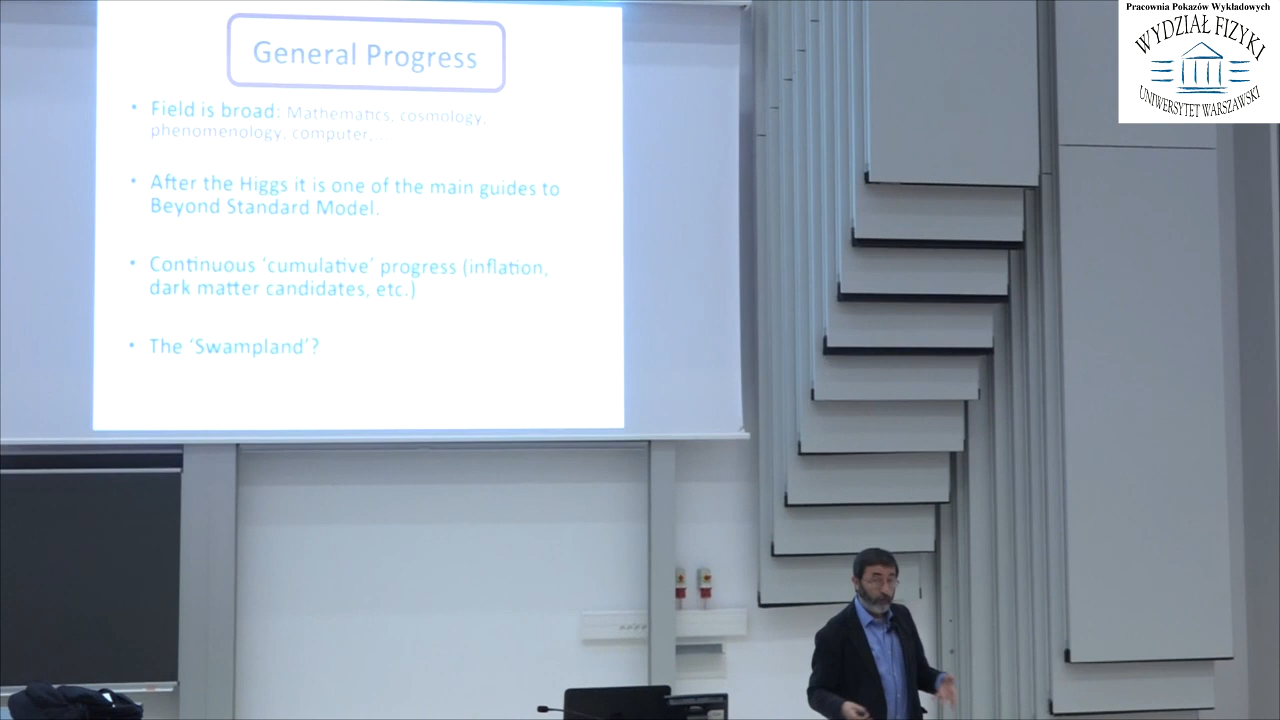 Pracownia Pokazów Wykładowych
WYDZIAŁ FIZYKI
UNIWERSYTET WARSZAWSKI
General Progress
• Field is broad: Mathematics, cosmology,
phenomenology, computer,..
• After the Higgs it is one of the main guides to
Beyond Standard Model.
• Continuous ‘cumulative’ progress (inflation,
dark matter candidates, etc.)
• The ‘Swampland’?